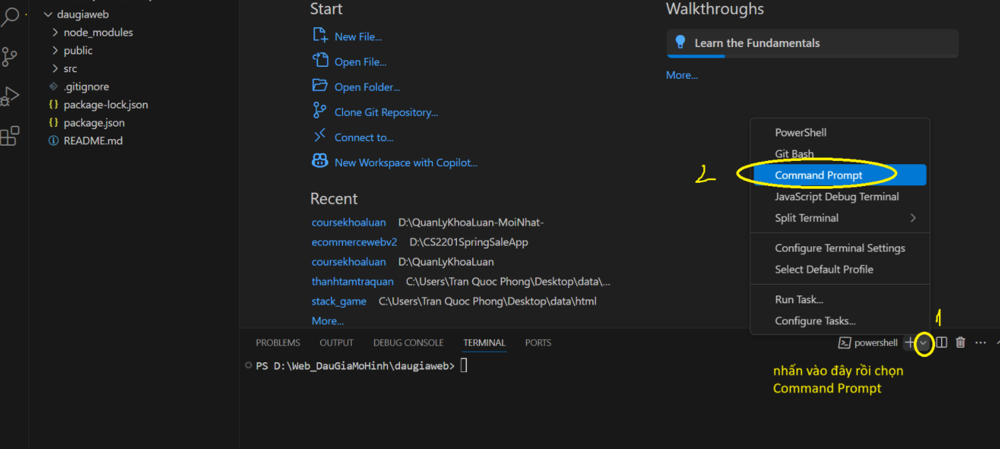 daugiaweb
node_modules
public
src
.gitignore
package-lock.json
package.json
README.md
Start
New File...
Open File...
Open Folder...
Clone Git Repository...
Connect to...
New Workspace with Copilot...
Recent
coursekhoaluan D:\QuanLyKhoaLuan-MoiNhat-
ecommercewebv2 D:\CS2201SpringSaleApp
coursekhoaluan D:\QuanLyKhoaLuan
thanhtamtraquan C:\Users\Tran Quoc Phong\Desktop\data\...
stack_game C:\Users\Tran Quoc Phong\Desktop\data\html
More...
Walkthroughs
Learn the Fundamentals
More...
PowerShell
Git Bash
2 Command Prompt
JavaScript Debug Terminal
Split Terminal
Configure Terminal Settings
Select Default Profile
Run Task...
Configure Tasks...
1
PROBLEMS OUTPUT DEBUG CONSOLE TERMINAL PORTS powershell
PS D:\Web_DauGiaMoHinh\daugiaweb>
nhấn vào đây rồi chọn
Command Prompt